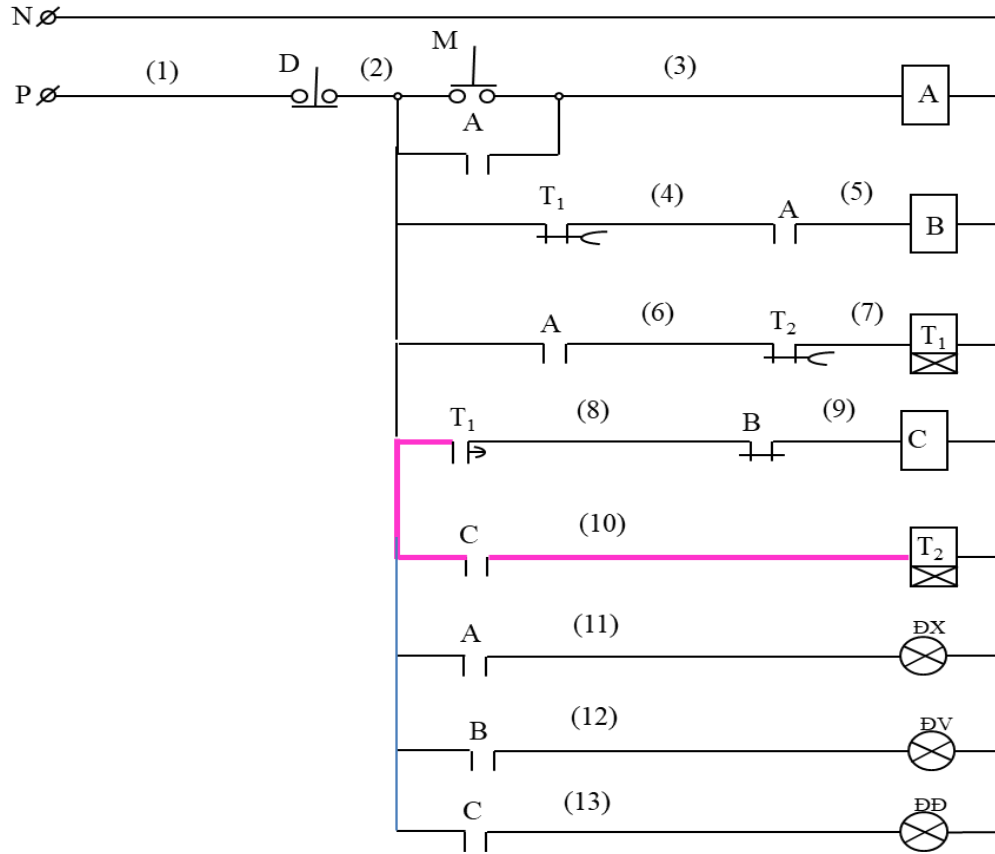 N
M
(1) D (2) (3)
P A
A
T₁ (4) A (5)
B
A (6) T₂ (7)
T₁
T₁ (8) B (9)
C
C (10)
T₂
A (11) ĐX
B (12) ĐV
C (13) ĐĐ